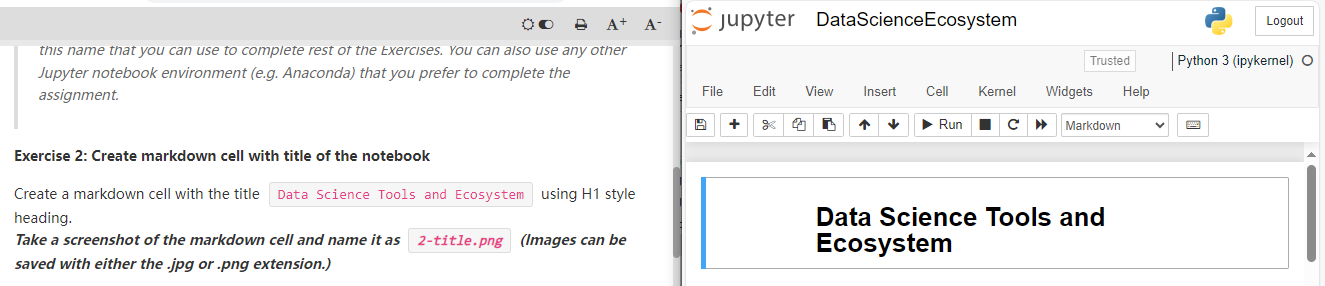 A+ A-
this name that you can use to complete rest of the Exercises. You can also use any other
Jupyter notebook environment (e.g. Anaconda) that you prefer to complete the
assignment.
Exercise 2: Create markdown cell with title of the notebook
Create a markdown cell with the title Data Science Tools and Ecosystem using H1 style
heading.
Take a screenshot of the markdown cell and name it as 2-title.png (Images can be
saved with either the .jpg or .png extension.)
jupyter DataScienceEcosystem Logout
Trusted Python 3 (ipykernel)
File Edit View Insert Cell Kernel Widgets Help
Run Markdown
Data Science Tools and
Ecosystem